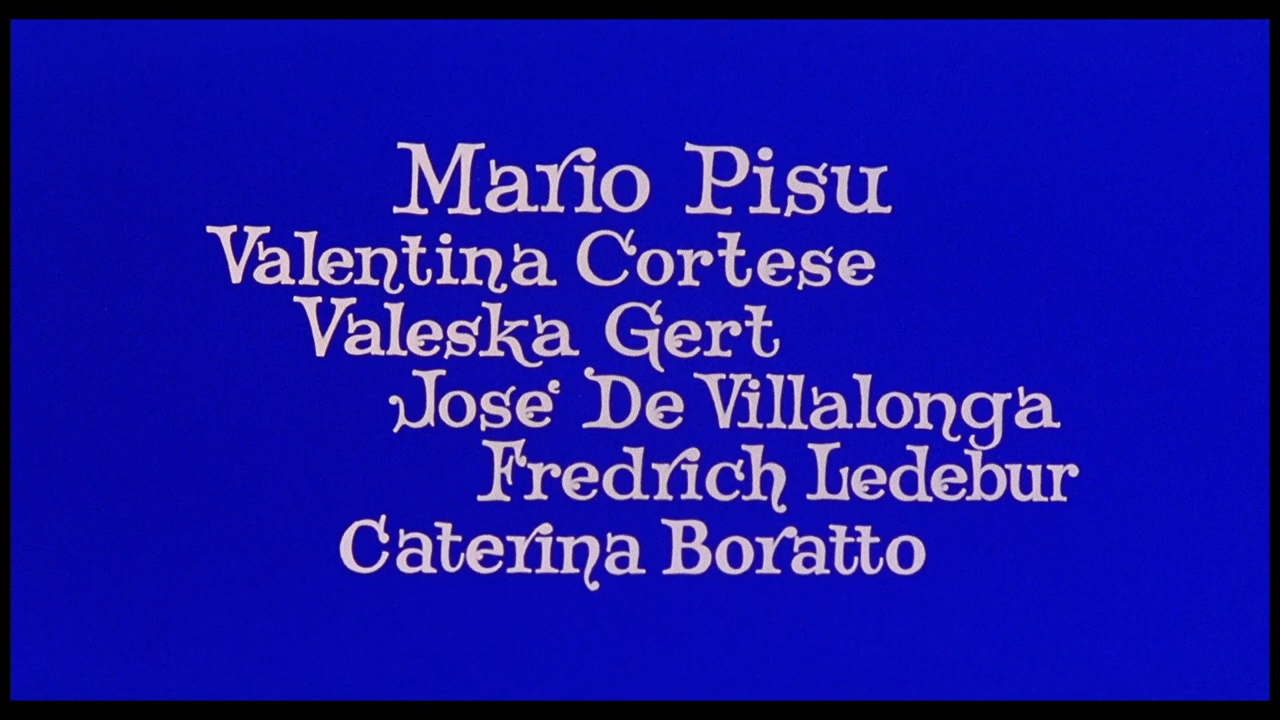 Mario Pisu
Valentina Cortese
Valeska Gert
José De Villalonga
Fredrich Ledebur
Caterina Boratto